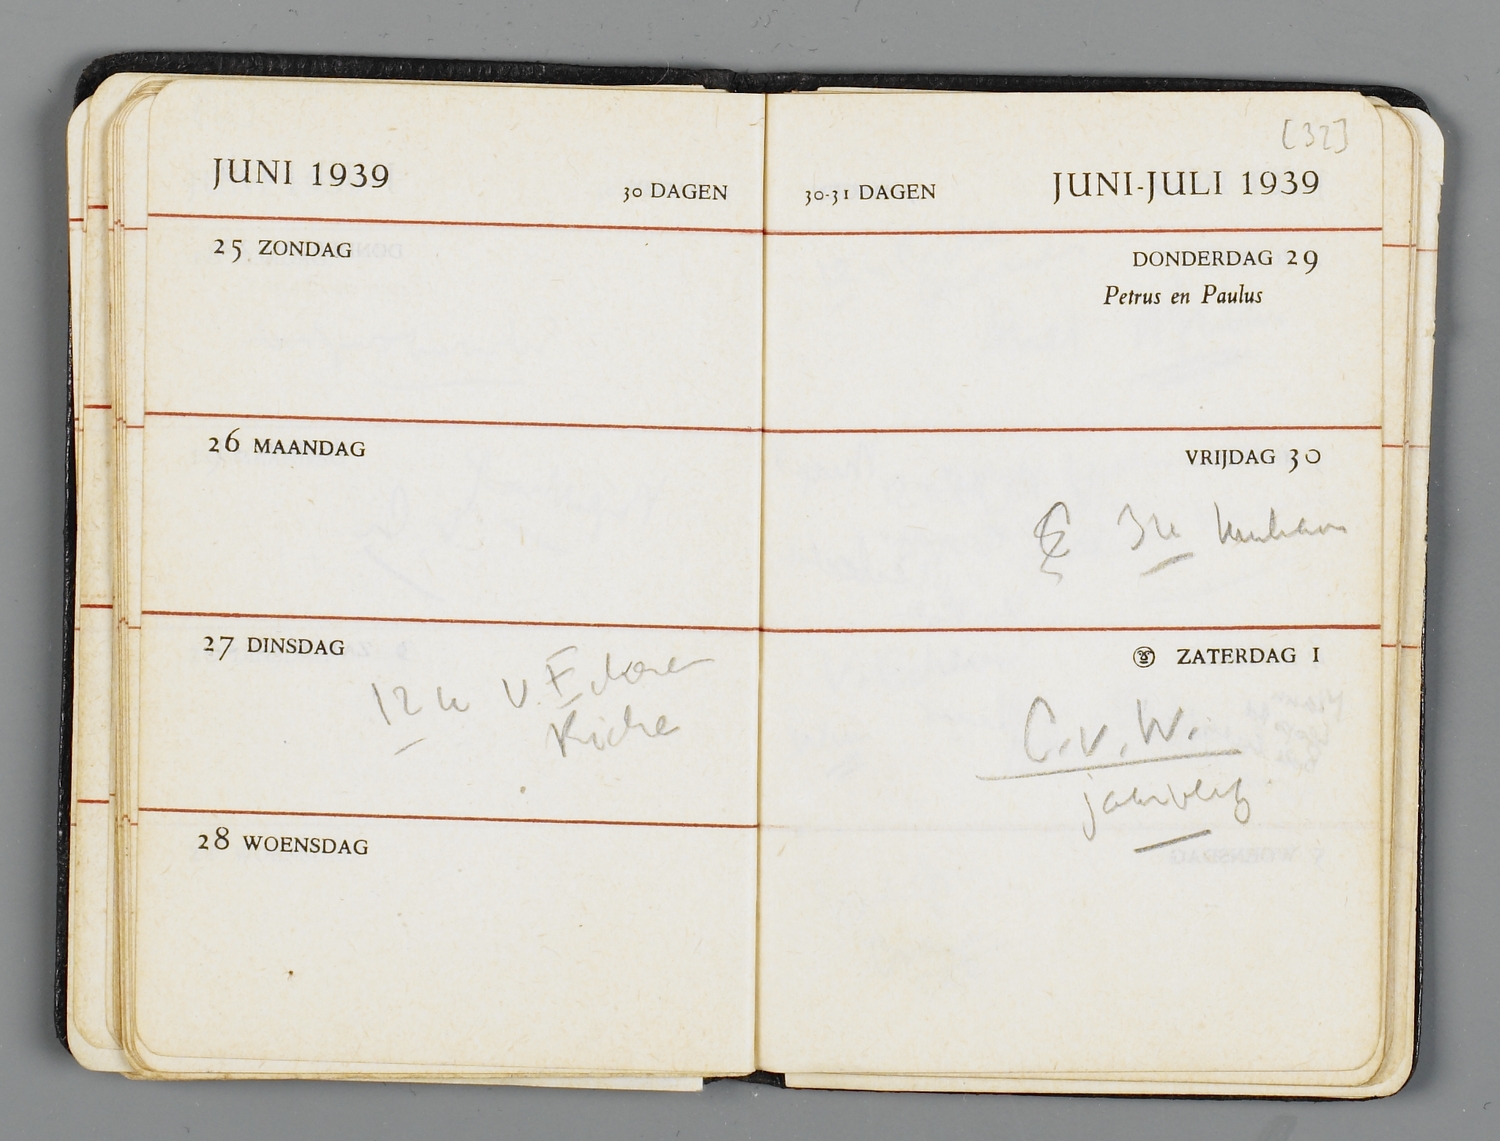 JUNI 1939
30 DAGEN
25 ZONDAG
26 MAANDAG
27 DINSDAG
12 u v.
28 WOENSDAG
[32]
30-31 DAGEN
JUNI-JULI 1939
DONDERDAG 29
Petrus en Paulus
VRIJDAG 30
ZATERDAG 1
C.v.W.